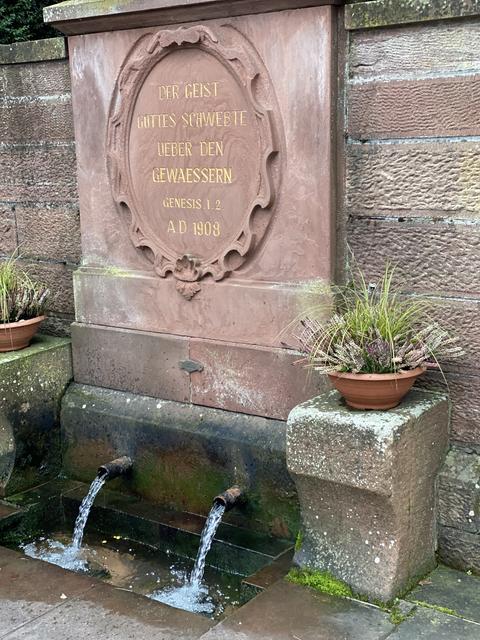 DER GEIST
GOTTES SCHWEBTE
UEBER DEN
GEWAESSERN
GENESIS 1. 2
A D 1908